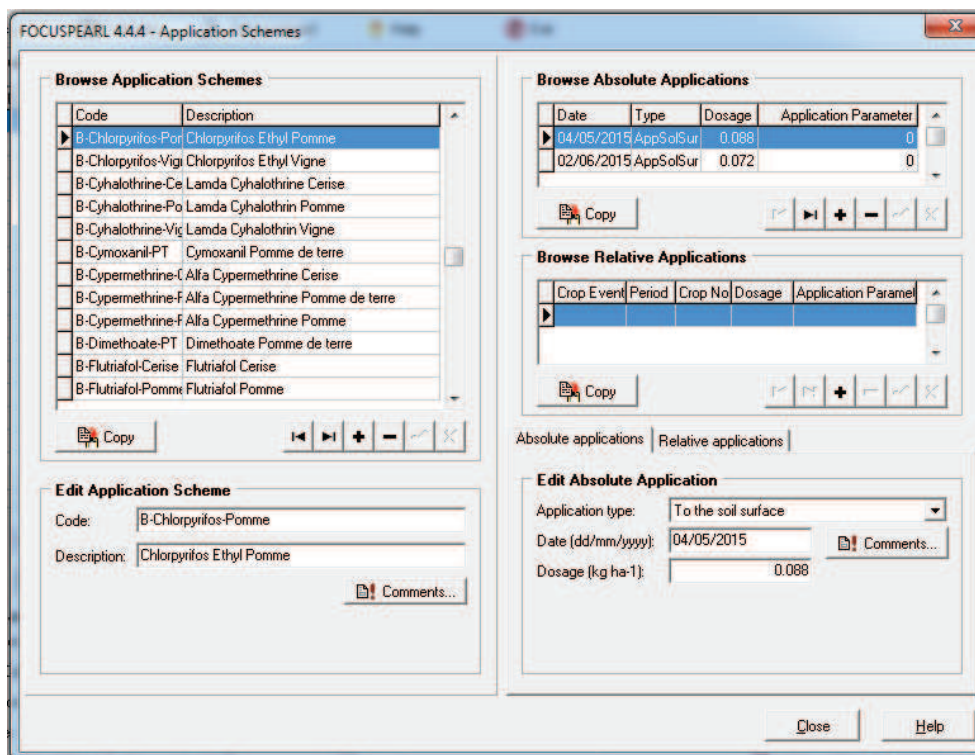 FOCUSPEARL 4.4.4 - Application Schemes
Browse Application Schemes
Code Description
B-Chlorpyrifos-Por Chlorpyrifos Ethyl Pomme
B-Chlorpyrifos-Vig Chlorpyrifos Ethyl Vigne
B-Cyhalothrine-Ce Lamda Cyhalothrine Cerise
B-Cyhalothrine-Po Lamda Cyhalothrin Pomme
B-Cyhalothrine-Vig Lamda Cyhalothrin Vigne
B-Cymoxanil-PT Cymoxanil Pomme de terre
B-Cypermethrine-C Alfa Cypermethrine Cerise
B-Cypermethrine-F Alfa Cypermethrine Pomme de terre
B-Cypermethrine-F Alfa Cypermethrine Pomme
B-Dimethoate-PT Dimethoate Pomme de terre
B-Flutriafol-Cerise Flutriafol Cerise
B-Flutriafol-Pomme Flutriafol Pomme
Copy
Edit Application Scheme
Code: B-Chlorpyrifos-Pomme
Description: Chlorpyrifos Ethyl Pomme
Comments...
Browse Absolute Applications
Date Type Dosage Application Parameter
04/05/2015 AppSolSur 0.088 0
02/06/2015 AppSolSur 0.072 0
Copy
Browse Relative Applications
Crop Event Period Crop No Dosage Application Paramet
Copy
Absolute applications Relative applications
Edit Absolute Application
Application type: To the soil surface
Date (dd/mm/yyyy): 04/05/2015
Comments...
Dosage (kg ha-1): 0.088
Close Help